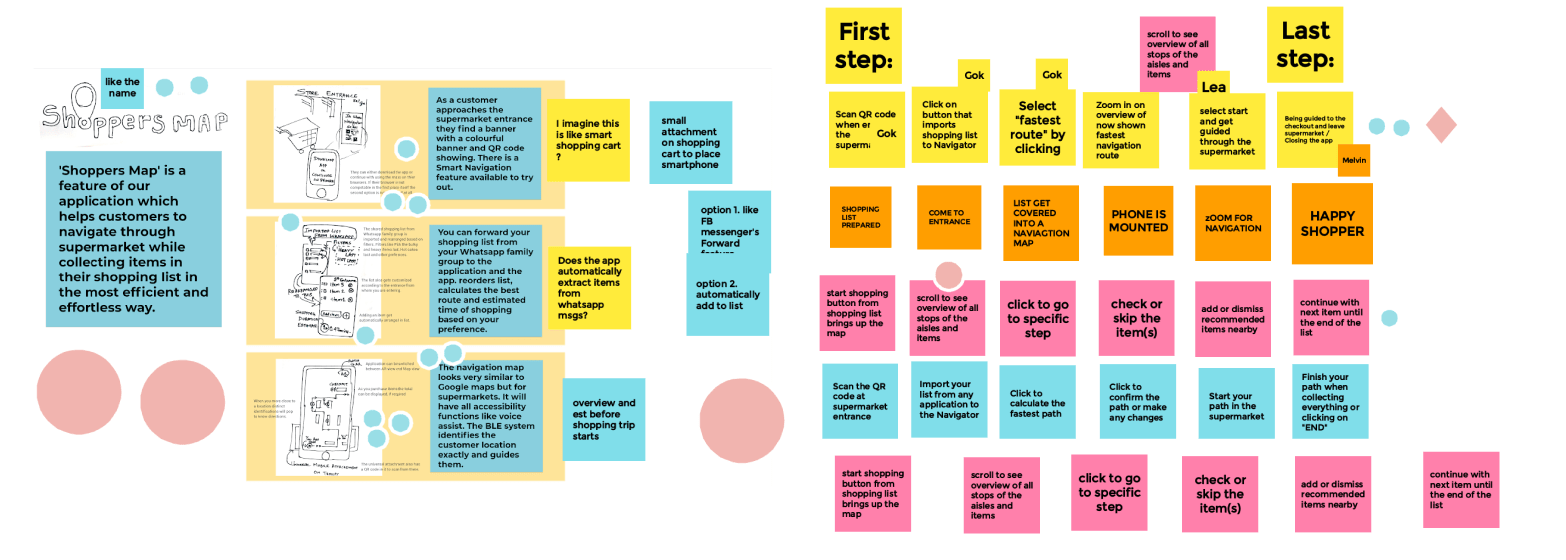 like the
name
Shoppers MAP
'Shoppers Map' is a
feature of our
application which
helps customers to
navigate through
supermarket while
collecting items in
their shopping list in
the most efficient and
effortless way.
STORE ENTRANCE
As a customer
approaches the
supermarket entrance
they find a banner
with a colourful
banner and QR code
showing. There is a
Smart Navigation
feature available to try
out.
I imagine this
is like smart
shopping cart
?
small
attachment
on shopping
cart to place
smartphone
You can forward your
shopping list from
your Whatsapp family
group to the
application and the
app. reorders list,
calculates the best
route and estimated
time of shopping
based on your
preference.
Does the app
automatically
extract items
from
whatsapp
msgs?
option 1. like
FB
messenger's
Forward
option 2.
automatically
add to list
The navigation map
looks very similar to
Google maps but for
supermarkets. It will
have all accessibility
functions like voice
assist. The BLE system
identifies the
customer location
exactly and guides
them.
overview and
est before
shopping trip
starts
First
step:
scroll to see
overview of all
stops of the
aisles and
items
Last
step:
Gok
Gok
Lea
Scan QR code
when er
the
superma
Gok
Click on
button that
imports
shopping list
to Navigator
Select
"fastest
route" by
clicking
Zoom in on
overview of
now shown
fastest
navigation
route
select start
and get
guided
through the
supermarket
Being guided to the
checkout and leave
supermarket /
Closing the app
Melvin
SHOPPING
LIST
PREPARED
COME TO
ENTRANCE
LIST GET
COVERED
INTO A
NAVIAGTION
MAP
PHONE IS
MOUNTED
zOOM FOR
NAVIGATION
HAPPY
SHOPPER
start shopping
button from
shopping list
brings up the
map
scroll to see
overview of all
stops of the
aisles and
items
click to go
to specific
step
check or
skip the
item(s)
add or dismiss
recommended
items nearby
continue with
next item until
the end of the
list
Scan the QR
code at
supermarket
entrance
Import your
list from any
application to
the Navigator
Click to
calculate the
fastest path
Click to
confirm the
path or make
any changes
Start your
path in the
supermarket
Finish your
path when
collecting
everything or
clicking on
"END"
start shopping
button from
shopping list
brings up the
map
scroll to see
overview of all
stops of the
aisles and
items
click to go
to specific
step
check or
skip the
item(s)
add or dismiss
recommended
items nearby
continue with
next item until
the end of the
list